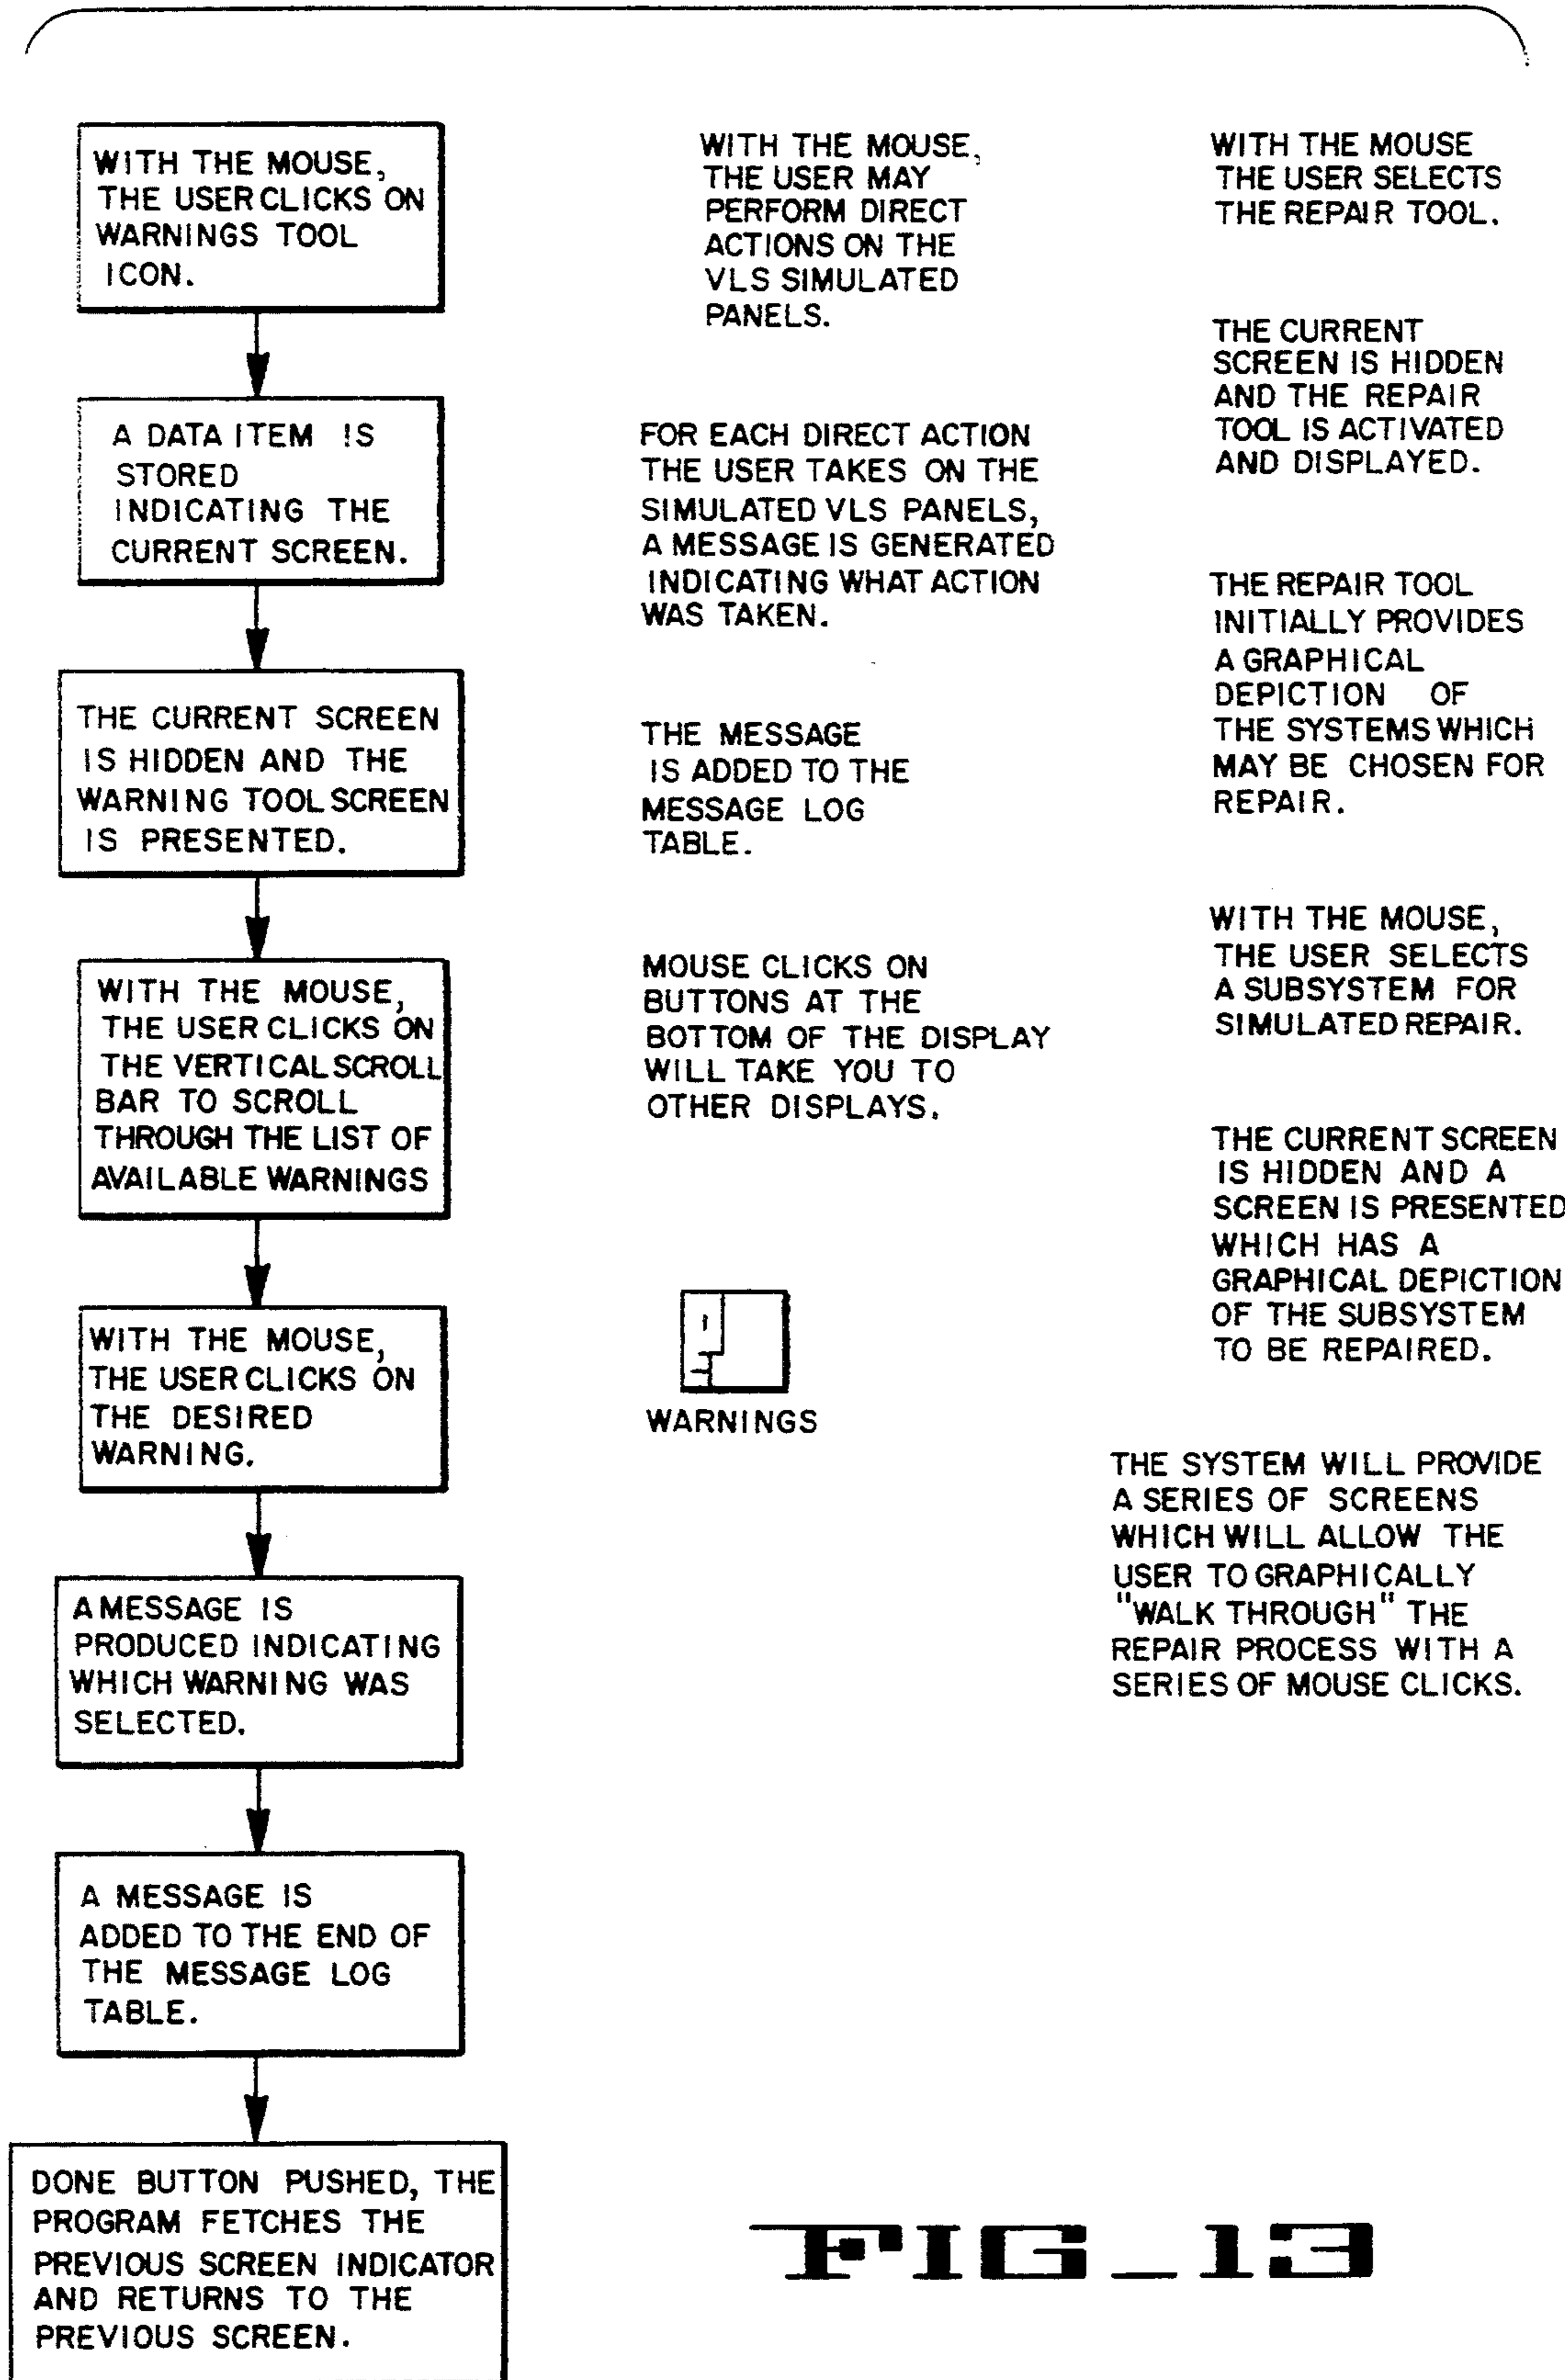 WITH THE MOUSE,
THE USER CLICKS ON
WARNINGS TOOL
ICON.
A DATA ITEM IS
STORED
INDICATING THE
CURRENT SCREEN.
THE CURRENT SCREEN
IS HIDDEN AND THE
WARNING TOOL SCREEN
IS PRESENTED.
WITH THE MOUSE,
THE USER CLICKS ON
THE VERTICAL SCROLL
BAR TO SCROLL
THROUGH THE LIST OF
AVAILABLE WARNINGS
WITH THE MOUSE,
THE USER CLICKS ON
THE DESIRED
WARNING.
A MESSAGE IS
PRODUCED INDICATING
WHICH WARNING WAS
SELECTED.
A MESSAGE IS
ADDED TO THE END OF
THE MESSAGE LOG
TABLE.
DONE BUTTON PUSHED, THE
PROGRAM FETCHES THE
PREVIOUS SCREEN INDICATOR
AND RETURNS TO THE
PREVIOUS SCREEN.
WITH THE MOUSE,
THE USER MAY
PERFORM DIRECT
ACTIONS ON THE
VLS SIMULATED
PANELS.
FOR EACH DIRECT ACTION
THE USER TAKES ON THE
SIMULATED VLS PANELS,
A MESSAGE IS GENERATED
INDICATING WHAT ACTION
WAS TAKEN.
THE MESSAGE
IS ADDED TO THE
MESSAGE LOG
TABLE.
MOUSE CLICKS ON
BUTTONS AT THE
BOTTOM OF THE DISPLAY
WILL TAKE YOU TO
OTHER DISPLAYS.
WARNINGS
WITH THE MOUSE
THE USER SELECTS
THE REPAIR TOOL.
THE CURRENT
SCREEN IS HIDDEN
AND THE REPAIR
TOOL IS ACTIVATED
AND DISPLAYED.
THE REPAIR TOOL
INITIALLY PROVIDES
A GRAPHICAL
DEPICTION OF
THE SYSTEMS WHICH
MAY BE CHOSEN FOR
REPAIR.
WITH THE MOUSE,
THE USER SELECTS
A SUBSYSTEM FOR
SIMULATED REPAIR.
THE CURRENT SCREEN
IS HIDDEN AND A
SCREEN IS PRESENTED
WHICH HAS A
GRAPHICAL DEPICTION
OF THE SUBSYSTEM
TO BE REPAIRED.
THE SYSTEM WILL PROVIDE
A SERIES OF SCREENS
WHICH WILL ALLOW THE
USER TO GRAPHICALLY
"WALK THROUGH" THE
REPAIR PROCESS WITH A
SERIES OF MOUSE CLICKS.
FIG_13